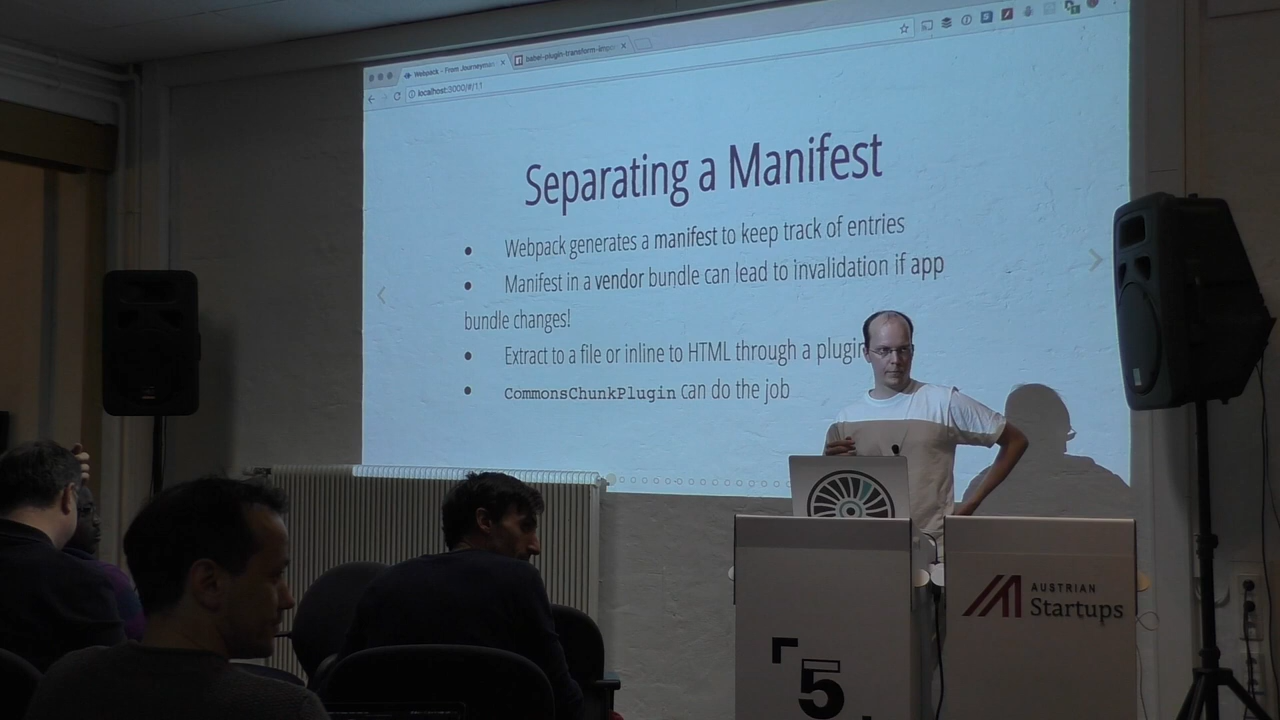 Webpack - From Journeyman
babel-plugin-transform-imp
localhost:3000/#/11
Separating a Manifest
• Webpack generates a manifest to keep track of entries
• Manifest in a vendor bundle can lead to invalidation if app
bundle changes!
• Extract to a file or inline to HTML through a plugin
• CommonsChunkPlugin can do the job
AUSTRIAN
Startups
5